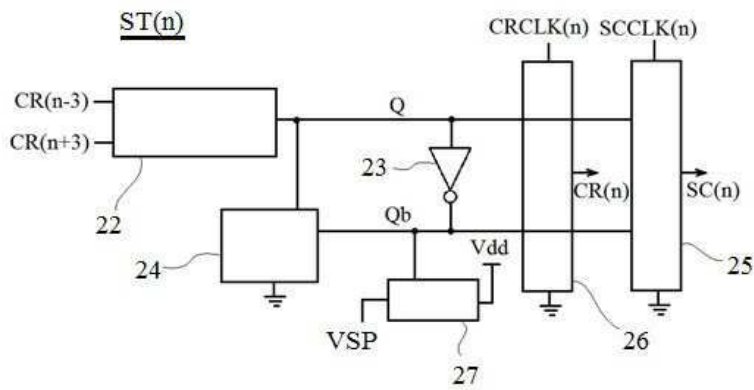 ST(n)
CRCLK(n) SCCLK(n)
CR(n-3)
Q
CR(n+3)
23
CR(n)
SC(n)
22
Qb
24
Vdd
25
VSP
27
26